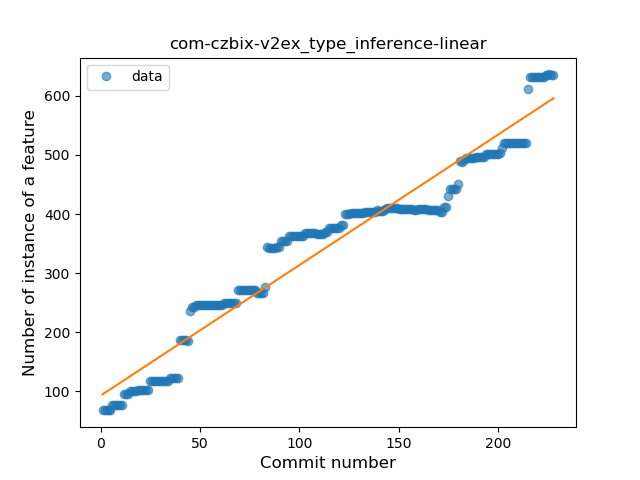 com-czbix-v2ex_type_inference-linear
data
Number of instance of a feature
600
500
400
300
200
100
0
50
100
150
200
Commit number